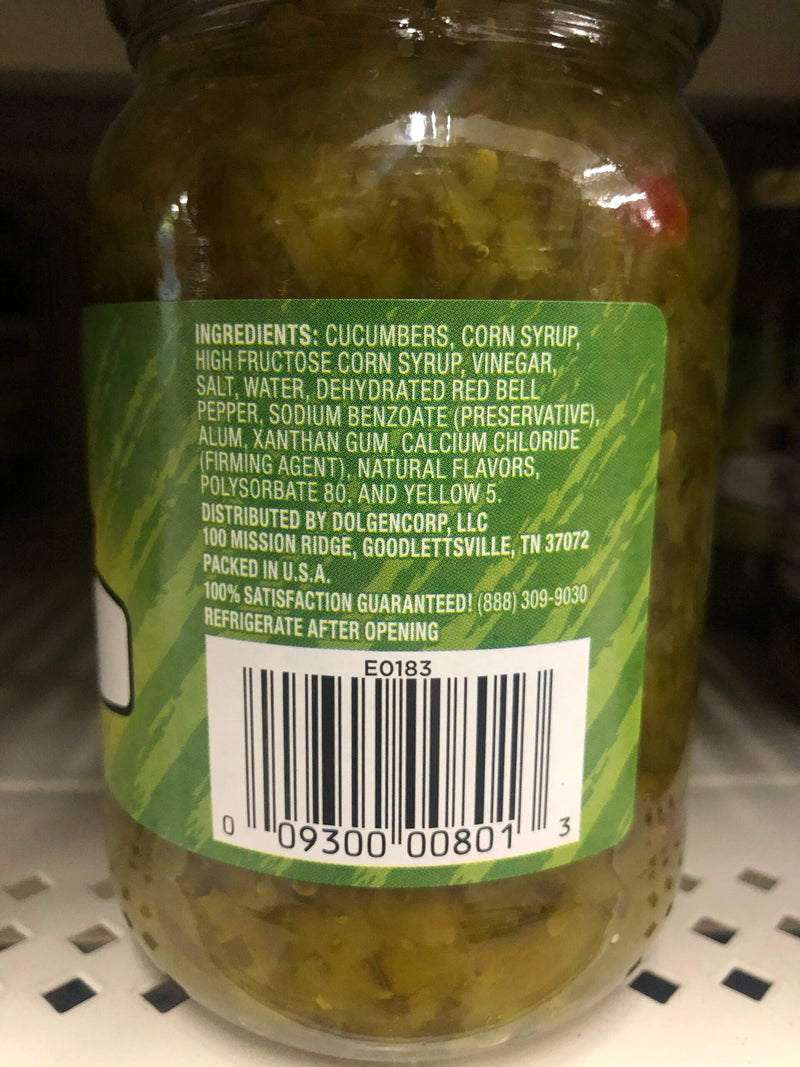 INGREDIENTS: CUCUMBERS, CORN SYRUP,
HIGH FRUCTOSE CORN SYRUP, VINEGAR,
SALT, WATER, DEHYDRATED RED BELL
PEPPER, SODIUM BENZOATE (PRESERVATIVE),
ALUM, XANTHAN GUM, CALCIUM CHLORIDE
(FIRMING AGENT), NATURAL FLAVORS,
POLYSORBATE 80, AND YELLOW 5.
DISTRIBUTED BY DOLGENCORP, LLC
100 MISSION RIDGE, GOODLETTSVILLE, TN 37072
PACKED IN U.S.A.
100% SATISFACTION GUARANTEED! (888) 309-9030
REFRIGERATE AFTER OPENING
E0183
0 09300 00801 3